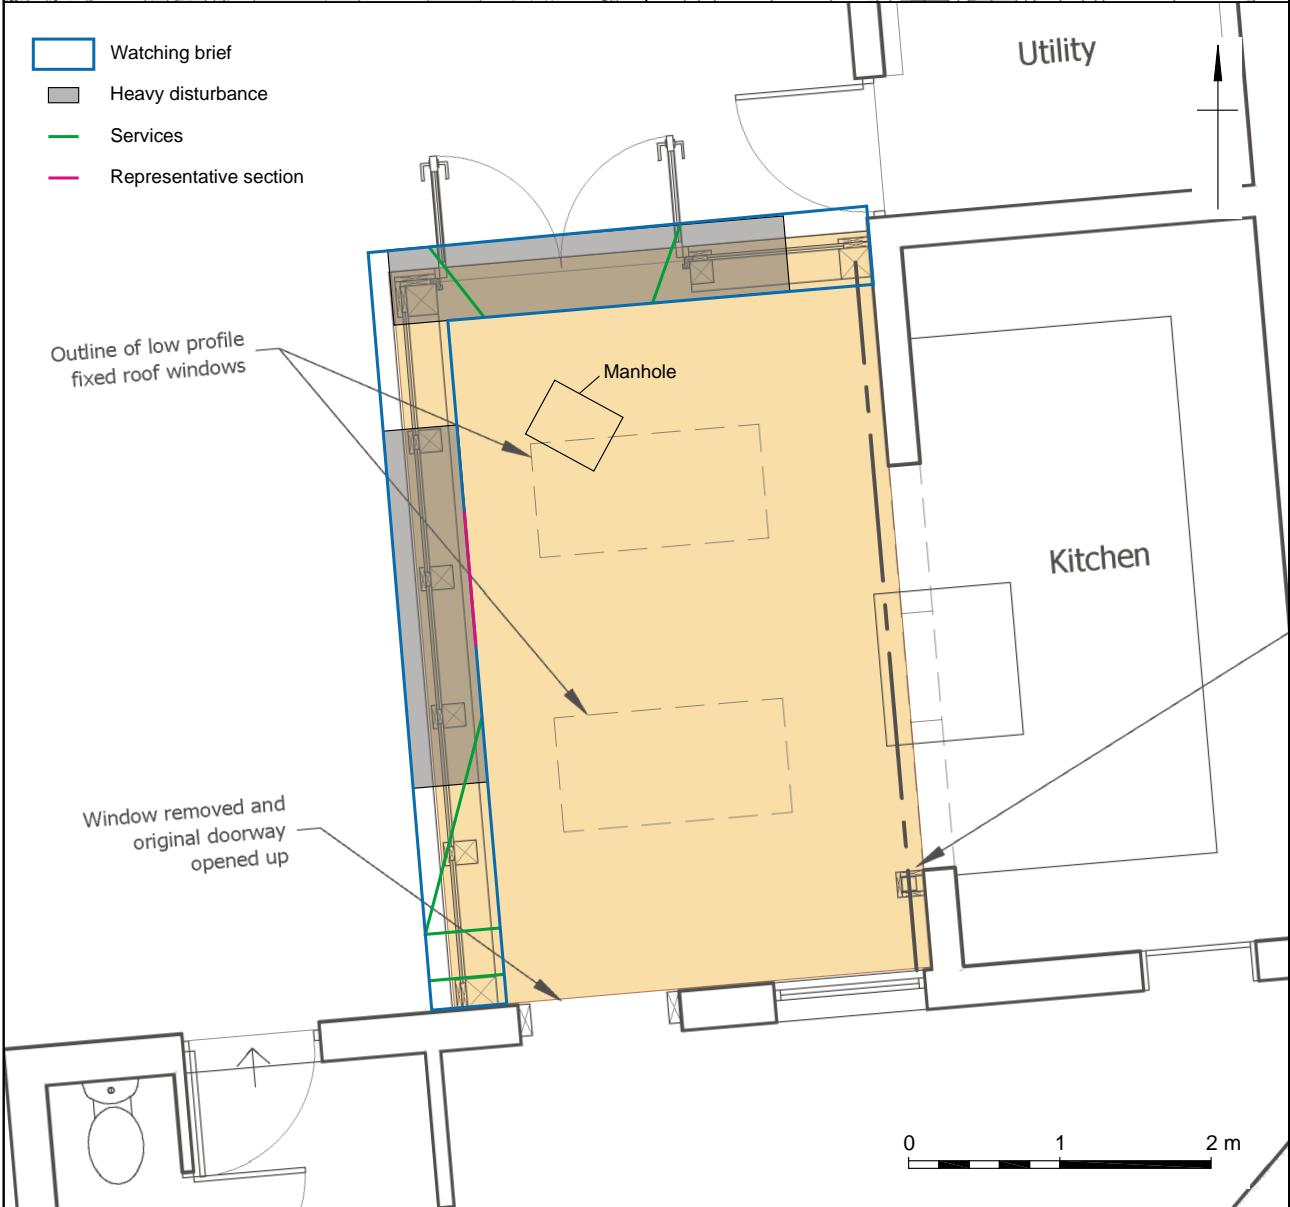 Watching brief
Heavy disturbance
Services
Representative section
Utility
Outline of low profile
fixed roof windows
Manhole
Kitchen
Window removed and
original doorway
opened up
0 1 2 m